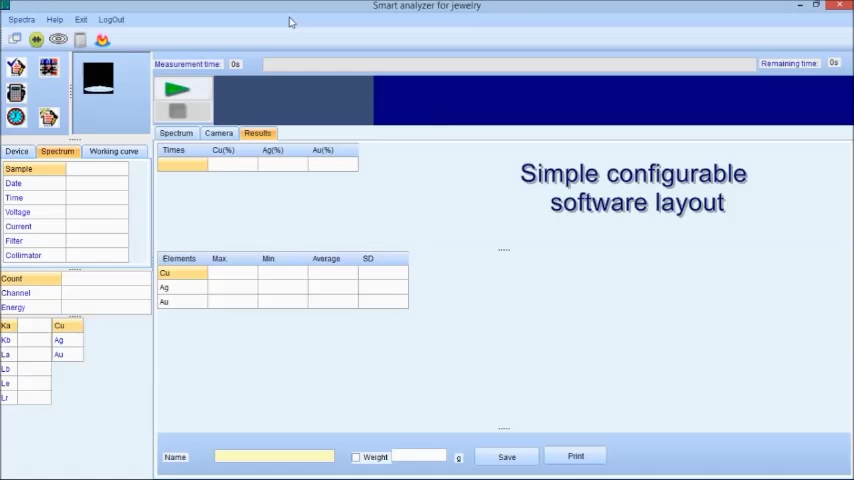 Smart analyzer for jewelry
Spectra Help Exit LogOut
Measurement time: 0s Remaining time: 0s
Spectrum Camera Results
Device Spectrum Working curve
Times Cu(%) Ag(%) Au(%)
Simple configurable
software layout
Sample
Date
Time
Voltage
Current
Filter
Collimator
Elements Max. Min. Average SD
Cu
Ag
Au
Count
Channel
Energy
Ka Cu
Kb Ag
La Au
Lb
Le
Lr
Name Weight g Save Print